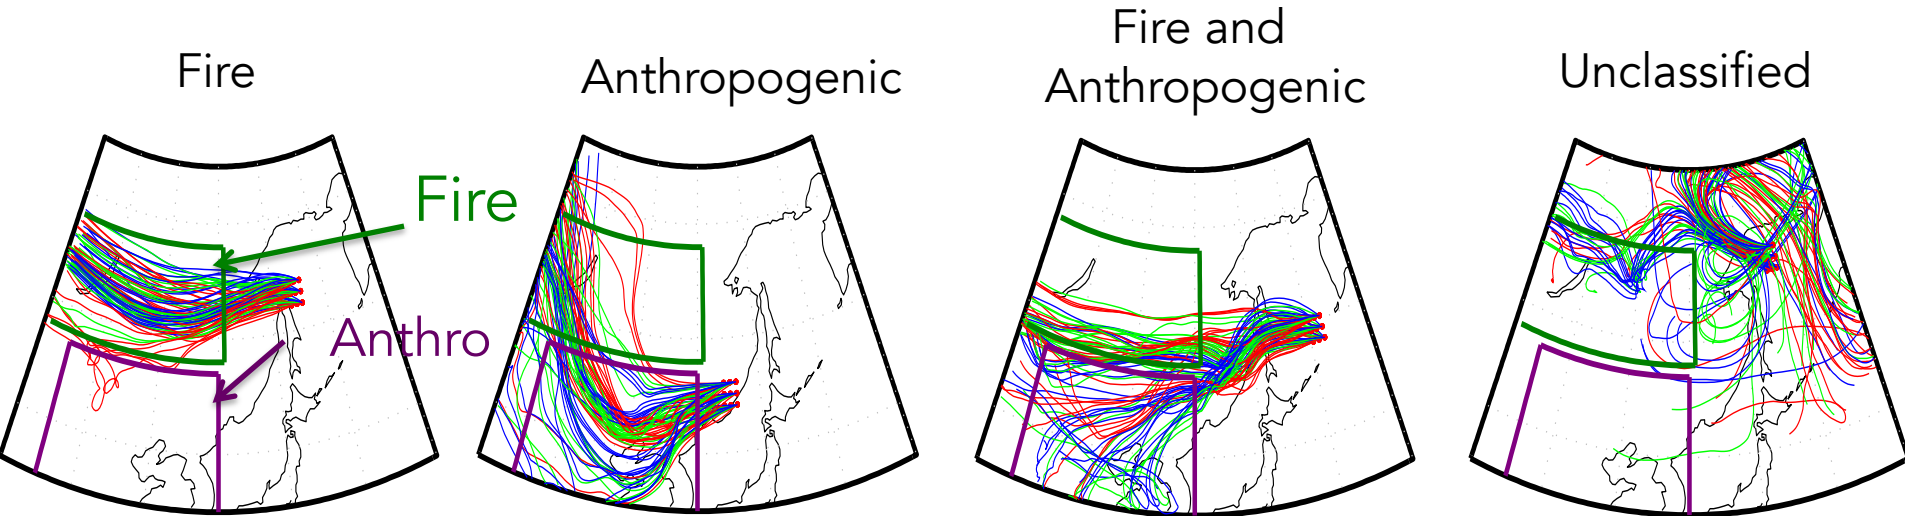 Fire
Anthropogenic
Fire and
Anthropogenic
Unclassified
Fire
Anthro